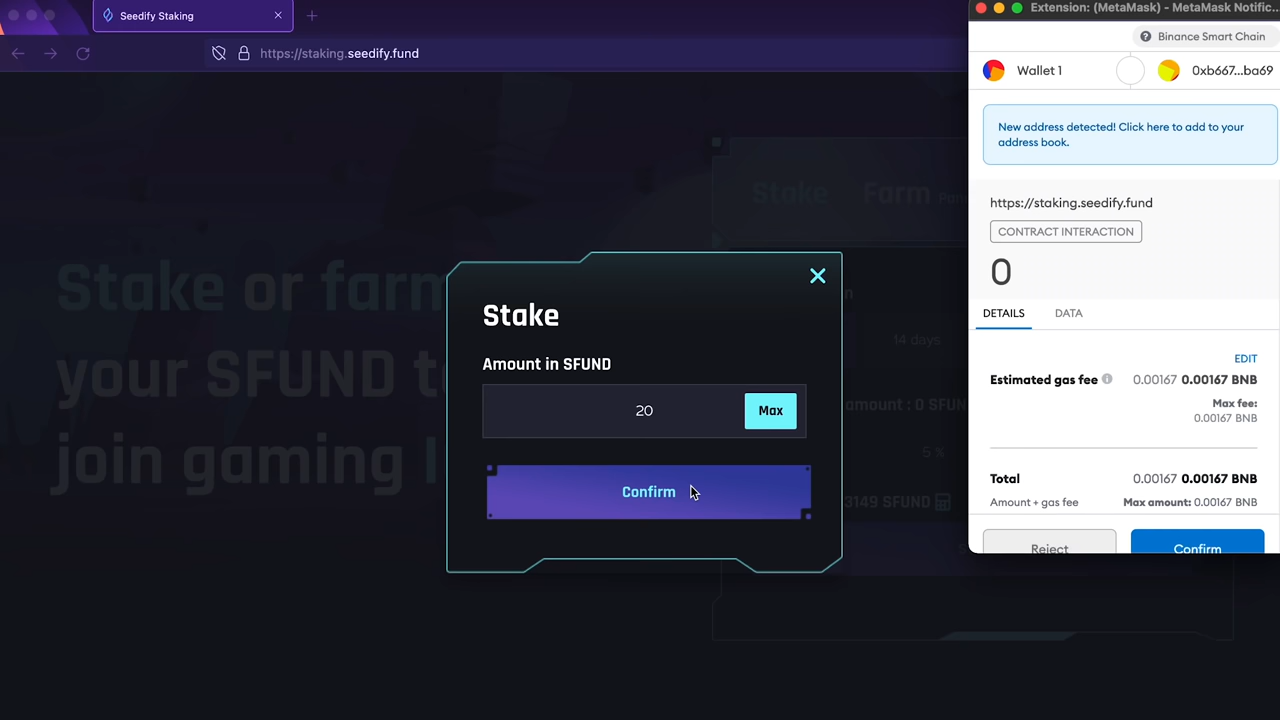 Seedify Staking
https://staking.seedify.fund
Stake or farm
your SFUND to
join gaming
Stake Farm
14 days
amount : 0 SFUN
5 %
3149 SFUND
Stake
Amount in SFUND
20
Max
Confirm
Extension: (MetaMask) - MetaMask Notific...
Binance Smart Chain
Wallet 1
0xb667...ba69
New address detected! Click here to add to your
address book.
https://staking.seedify.fund
CONTRACT INTERACTION
0
DETAILS
DATA
EDIT
Estimated gas fee
0.00167 0.00167 BNB
Max fee:
0.00167 BNB
Total
0.00167 0.00167 BNB
Amount + gas fee
Max amount: 0.00167 BNB
Reject
Confirm